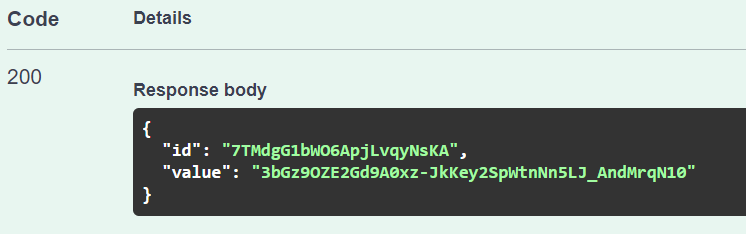 Code Details
200
Response body
{
"id": "7TMdgG1bWO6ApjLvqyNsKA",
"value": "3bGz9OZE2Gd9A0xz-JkKey2SpWtnNn5LJ_AndMrqN10"
}